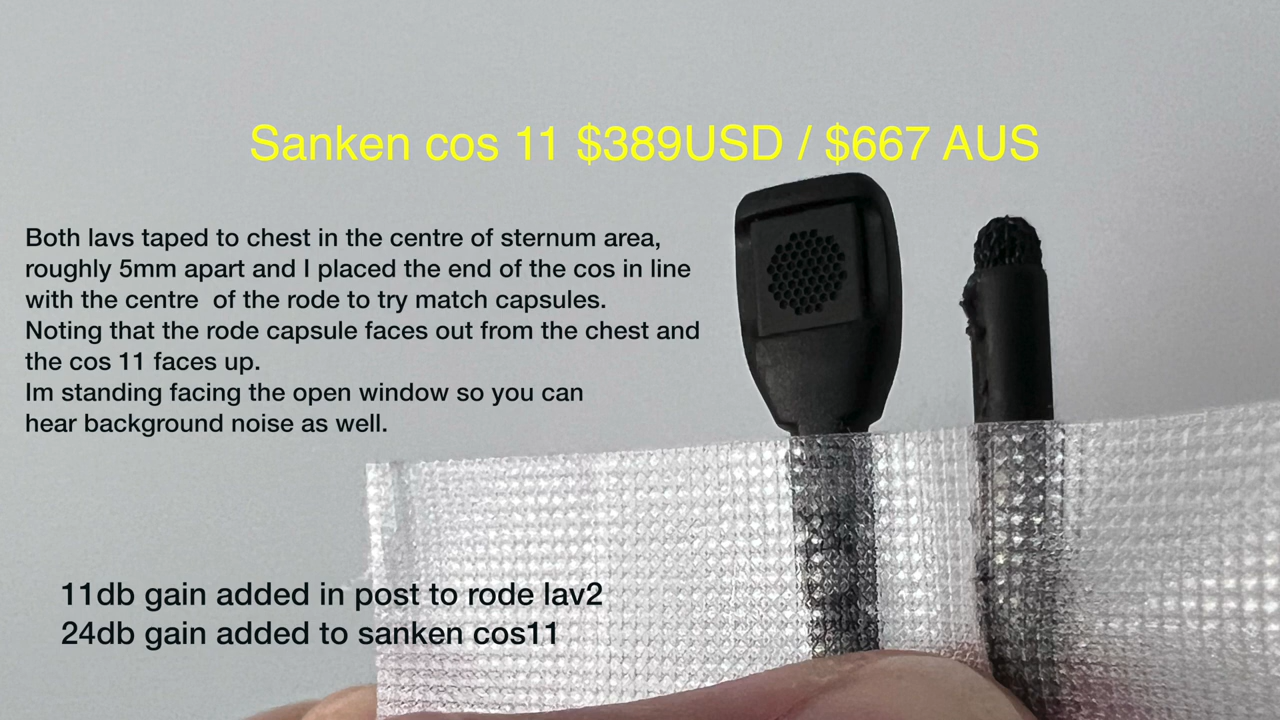 Sanken cos 11 $389USD / $667 AUS
Both lavs taped to chest in the centre of sternum area,
roughly 5mm apart and I placed the end of the cos in line
with the centre  of the rode to try match capsules.
Noting that the rode capsule faces out from the chest and
the cos 11 faces up.
Im standing facing the open window so you can
hear background noise as well.
11db gain added in post to rode lav2
24db gain added to sanken cos11